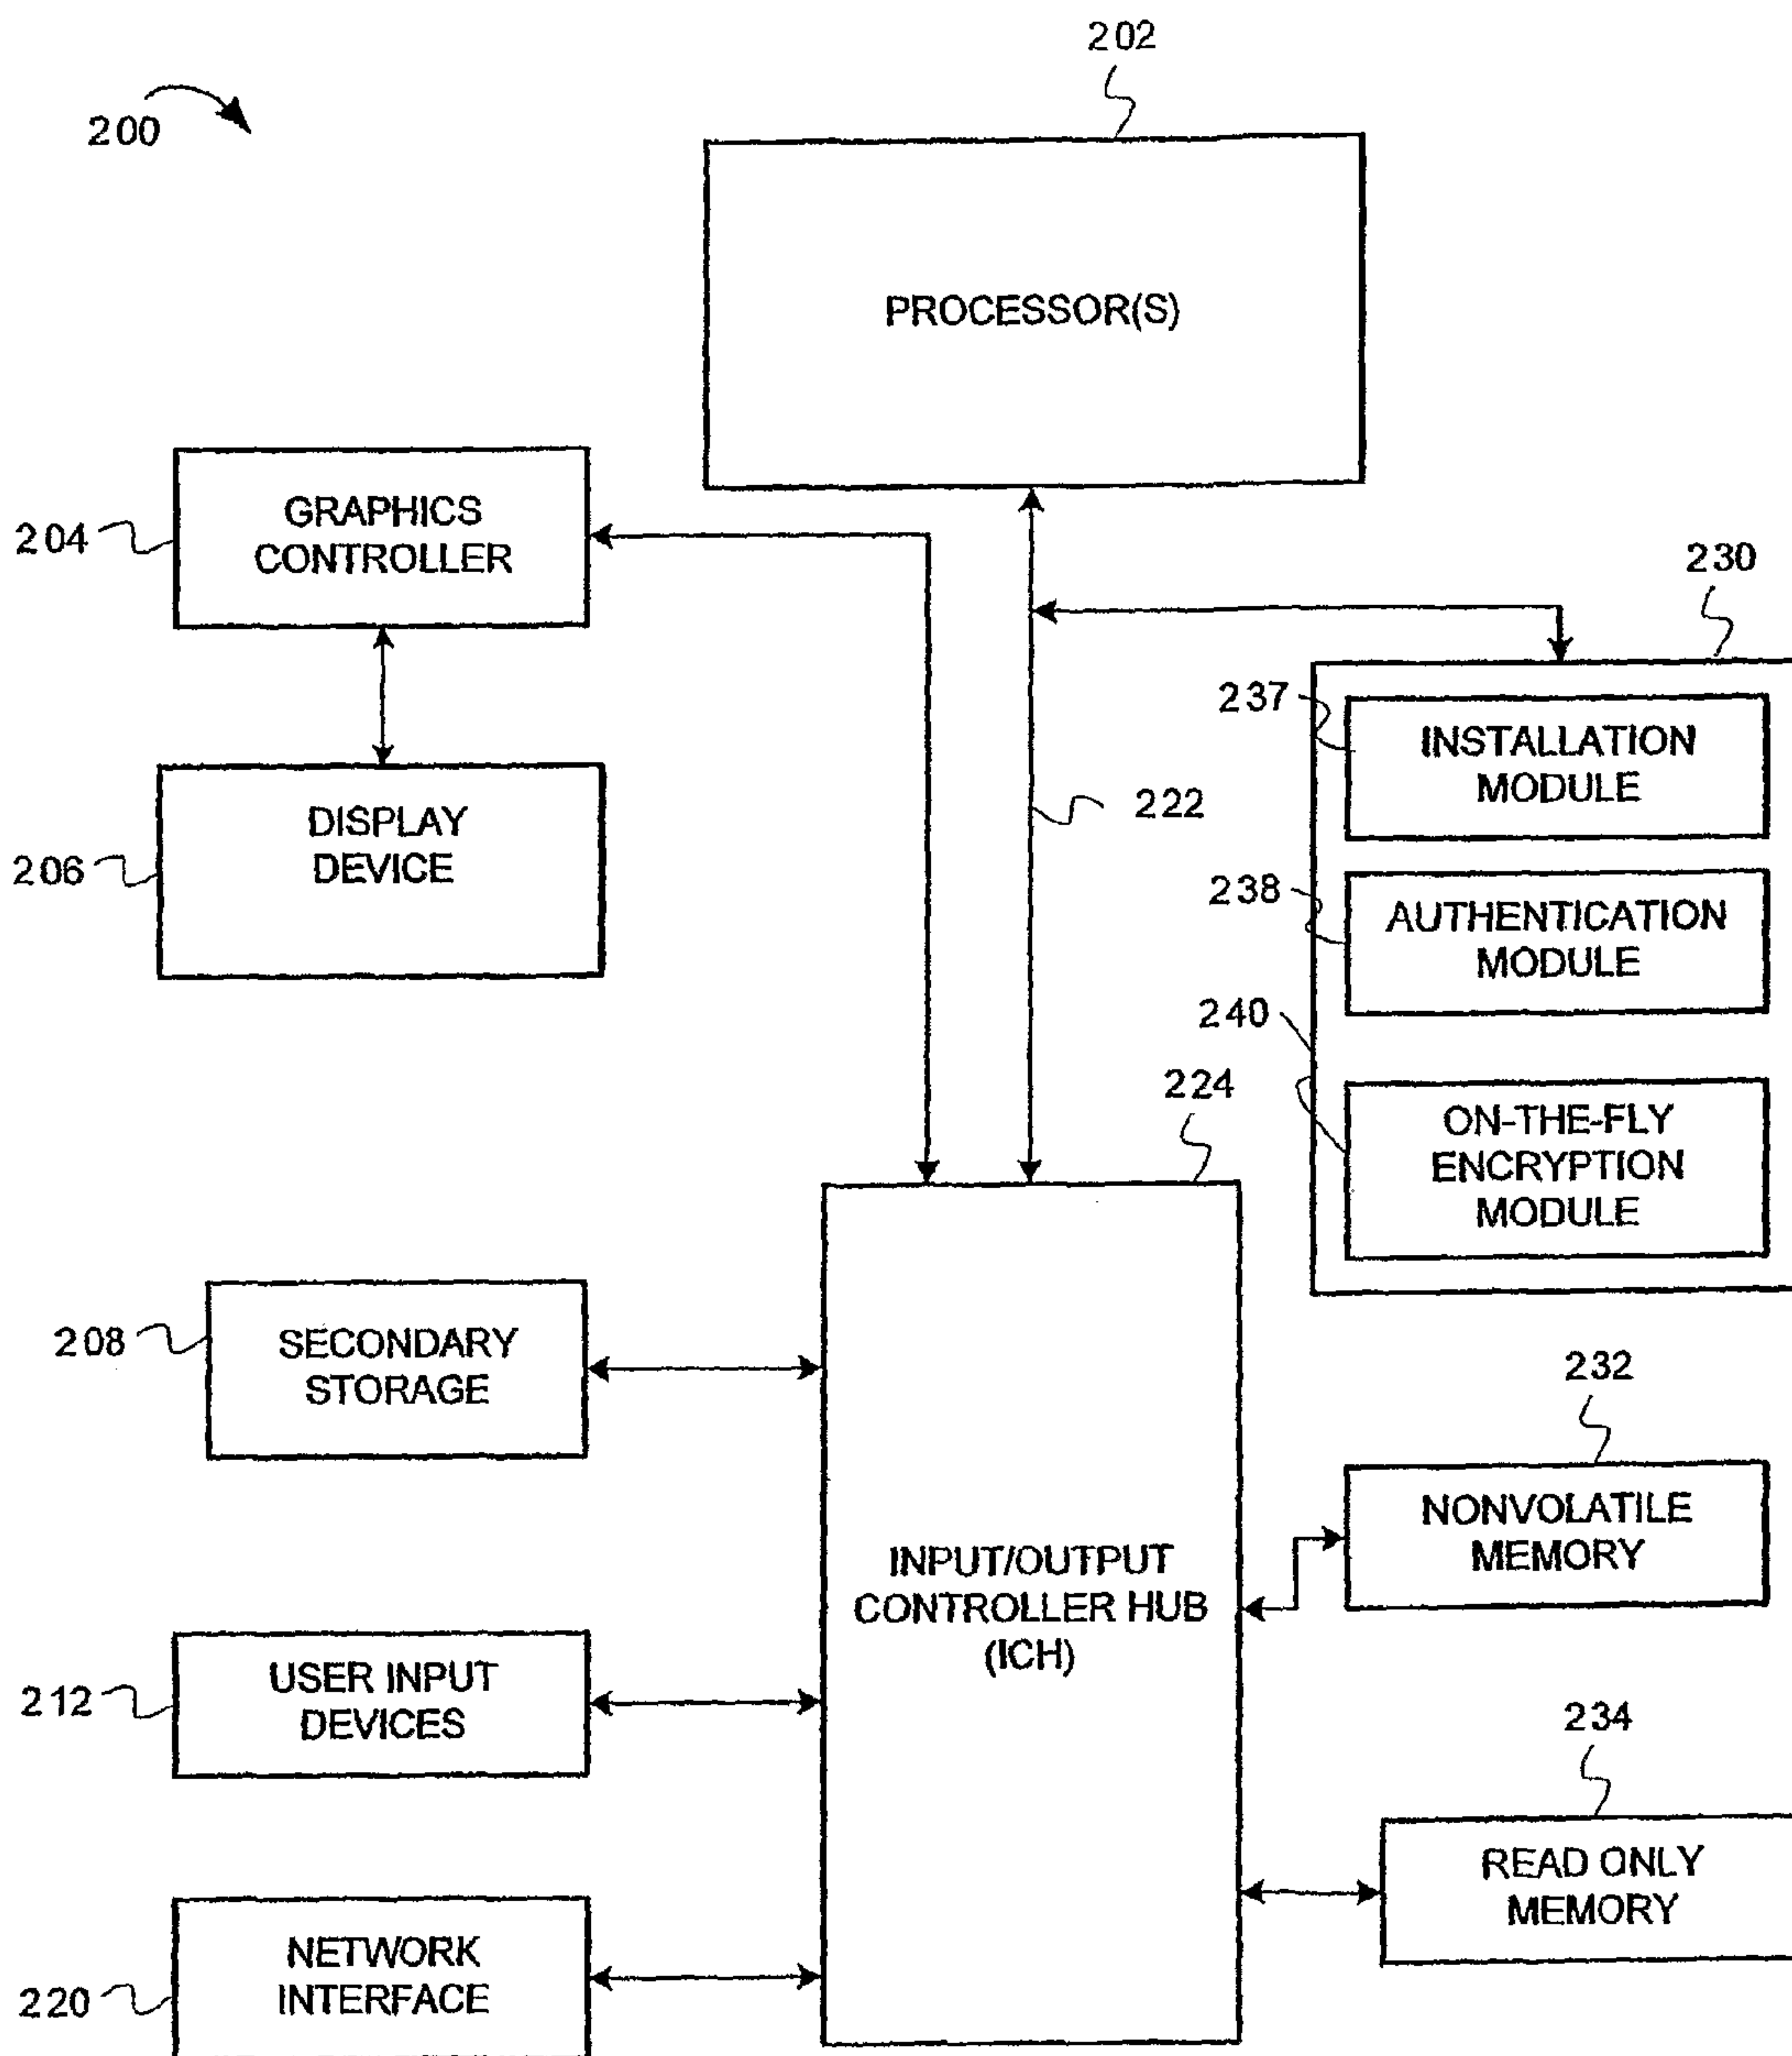 202
200
PROCESSOR(S)
204
GRAPHICS
CONTROLLER
230
237
INSTALLATION
MODULE
222
206
DISPLAY
DEVICE
238
AUTHENTICATION
MODULE
240
224
ON-THE-FLY
ENCRYPTION
MODULE
208
SECONDARY
STORAGE
232
NONVOLATILE
MEMORY
INPUT/OUTPUT
CONTROLLER HUB
(ICH)
212
USER INPUT
DEVICES
234
READ ONLY
MEMORY
220
NETWORK
INTERFACE